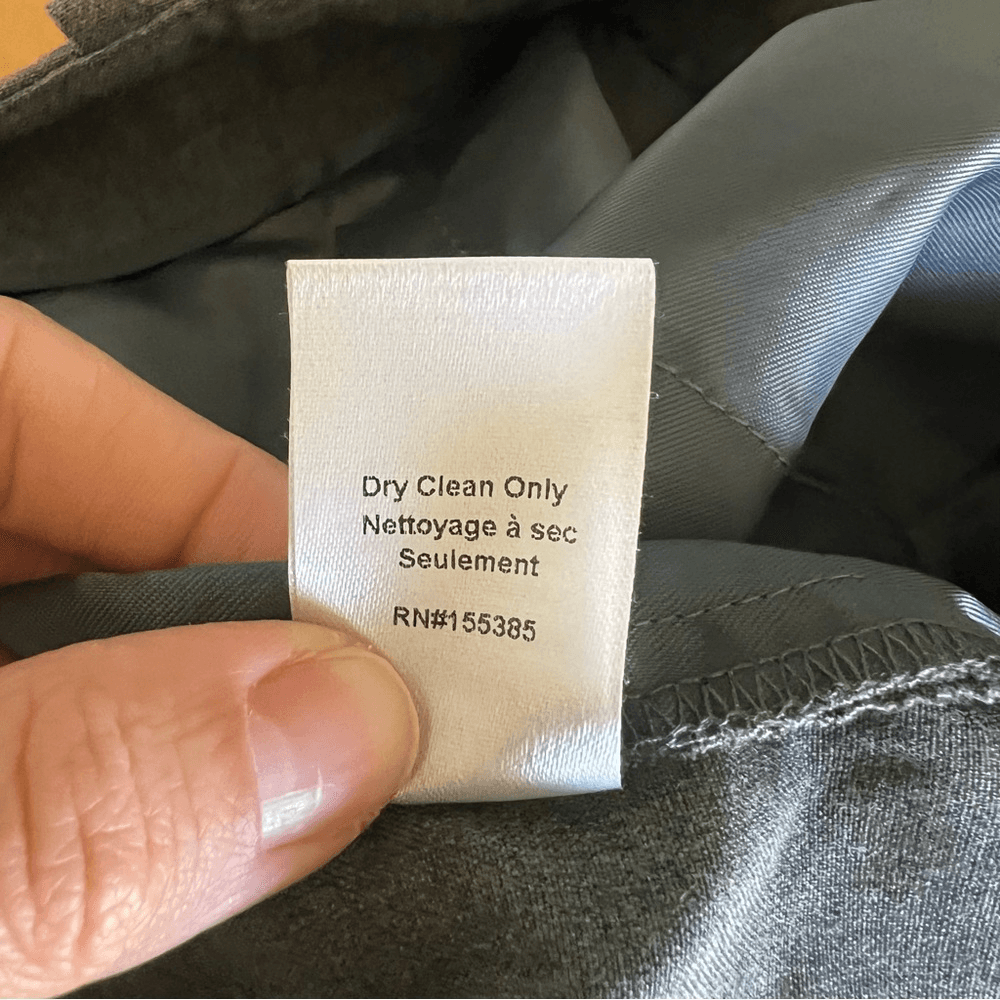 Dry Clean Only
Nettoyage à sec
Seulement
RN#155385